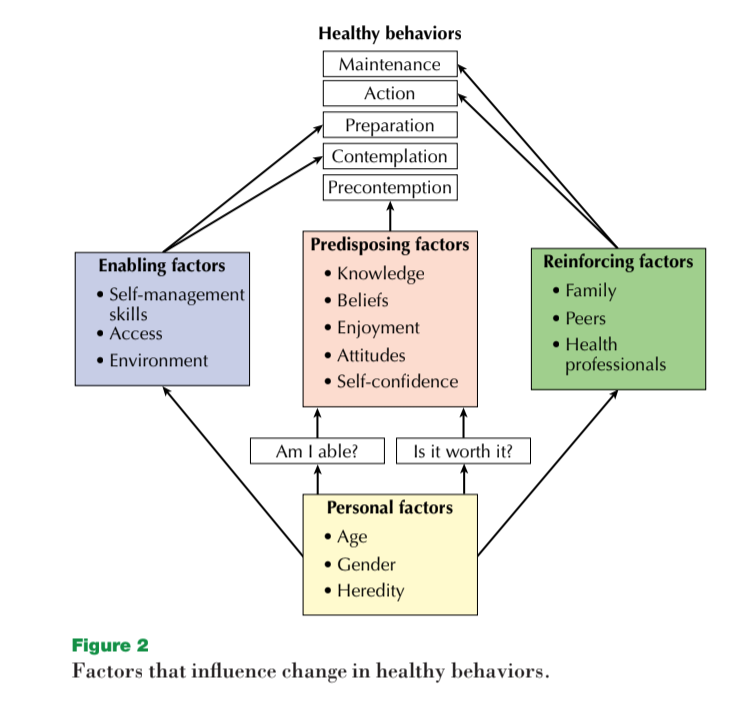 Healthy behaviors
Maintenance
Action
Preparation
Contemplation
Precontemption
Enabling factors
• Self-management
skills
• Access
• Environment
Predisposing factors
• Knowledge
• Beliefs
• Enjoyment
• Attitudes
• Self-confidence
Reinforcing factors
• Family
• Peers
• Health
professionals
Am I able?
Is it worth it?
Personal factors
• Age
• Gender
• Heredity
Figure 2
Factors that influence change in healthy behaviors.